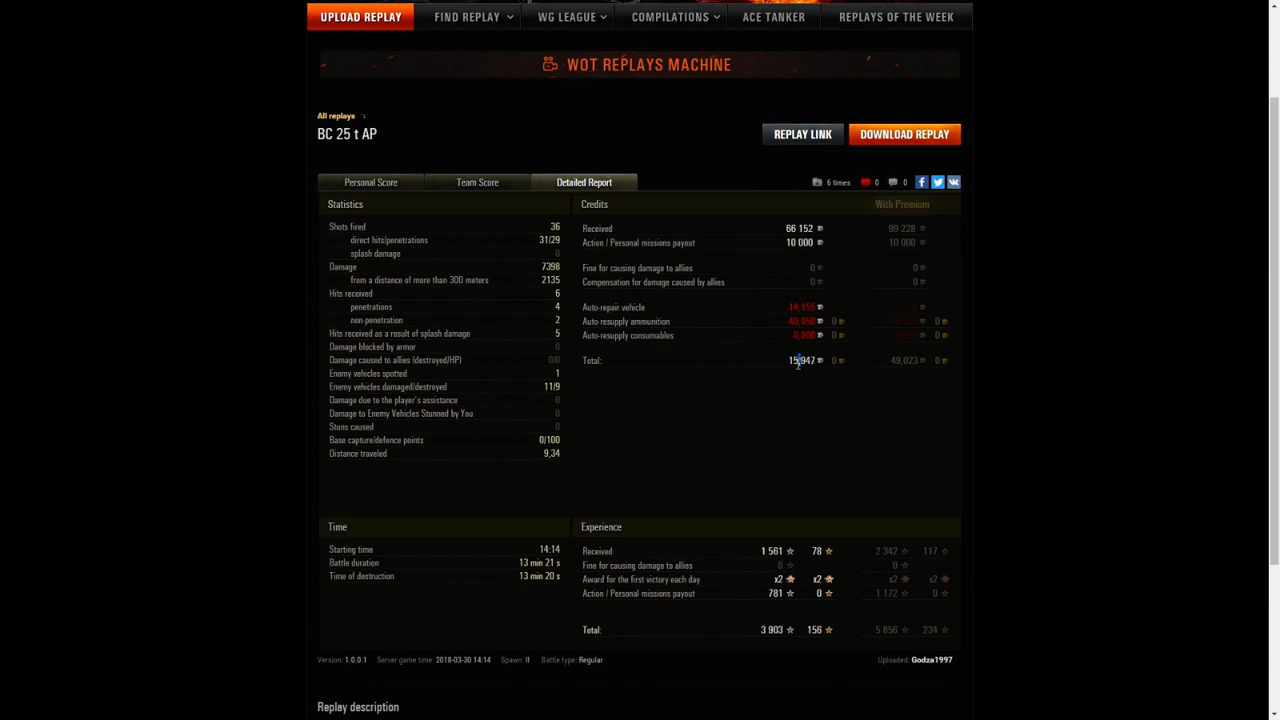 UPLOAD REPLAY FIND REPLAY WG LEAGUE COMPILATIONS ACE TANKER REPLAYS OF THE WEEK
WOT REPLAYS MACHINE
All replays
BC 25 t AP
REPLAY LINK DOWNLOAD REPLAY
Personal Score Team Score Detailed Report 6 times 0 0
Statistics
Shots fired 36
direct hits/penetrations 31/29
splash damage 0
Damage 7398
from a distance of more than 300 meters 2135
Hits received 6
penetrations 4
non-penetration 2
Hits received as a result of splash damage 5
Damage blocked by armor 0
Damage caused to allies (destroyed/HP) 0/0
Enemy vehicles spotted 1
Enemy vehicles damaged/destroyed 11/9
Damage due to the player's assistance 0
Damage to Enemy Vehicles Stunned by You 0
Stuns caused 0
Base capture/defence points 0/100
Distance traveled 9,34
Credits With Premium
Received 66 152 99 228
Action / Personal missions payout 10 000 10 000
Fine for causing damage to allies 0 0
Compensation for damage caused by allies 0 0
Auto-repair vehicle -14,155
Auto-resupply ammunition 0 0
Auto-resupply consumables 0 0
Total: 15,947 0 49,023 0
Time
Starting time 14:14
Battle duration 13 min 21 s
Time of destruction 13 min 20 s
Experience
Received 1 561 78 2 342 117
Fine for causing damage to allies 0 0
Award for the first victory each day x2 x2 x2 x2
Action / Personal missions payout 781 0 1 172 0
Total: 3 903 156 5 856 234
Version: 1.0.0.1 Server game time: 2018-03-30 14:14 Spawn: II Battle type: Regular Uploaded: Godza1997
Replay description